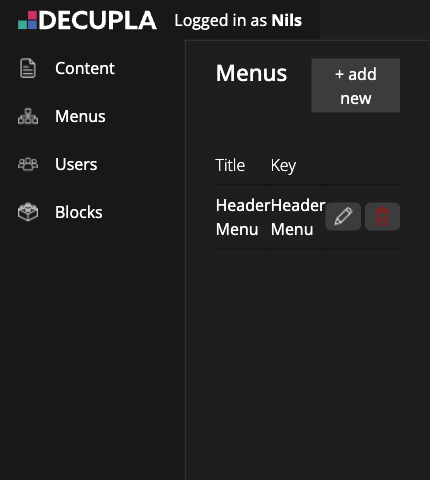 DECUPLA Logged in as Nils
Content
Menus
Users
Blocks
Menus
+ add
new
Title Key
Header Header
Menu Menu